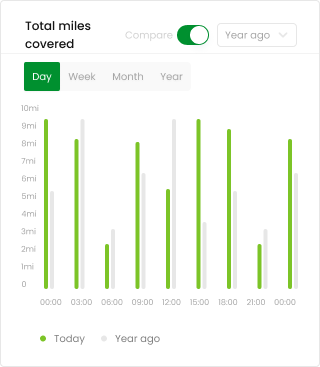 Total miles
covered
Compare
Year ago
Day Week Month Year
10mi
9mi
8mi
7mi
6mi
5mi
4mi
3mi
2mi
1mi
0
00:00 03:00 06:00 09:00 12:00 15:00 18:00 21:00 00:00
Today Year ago